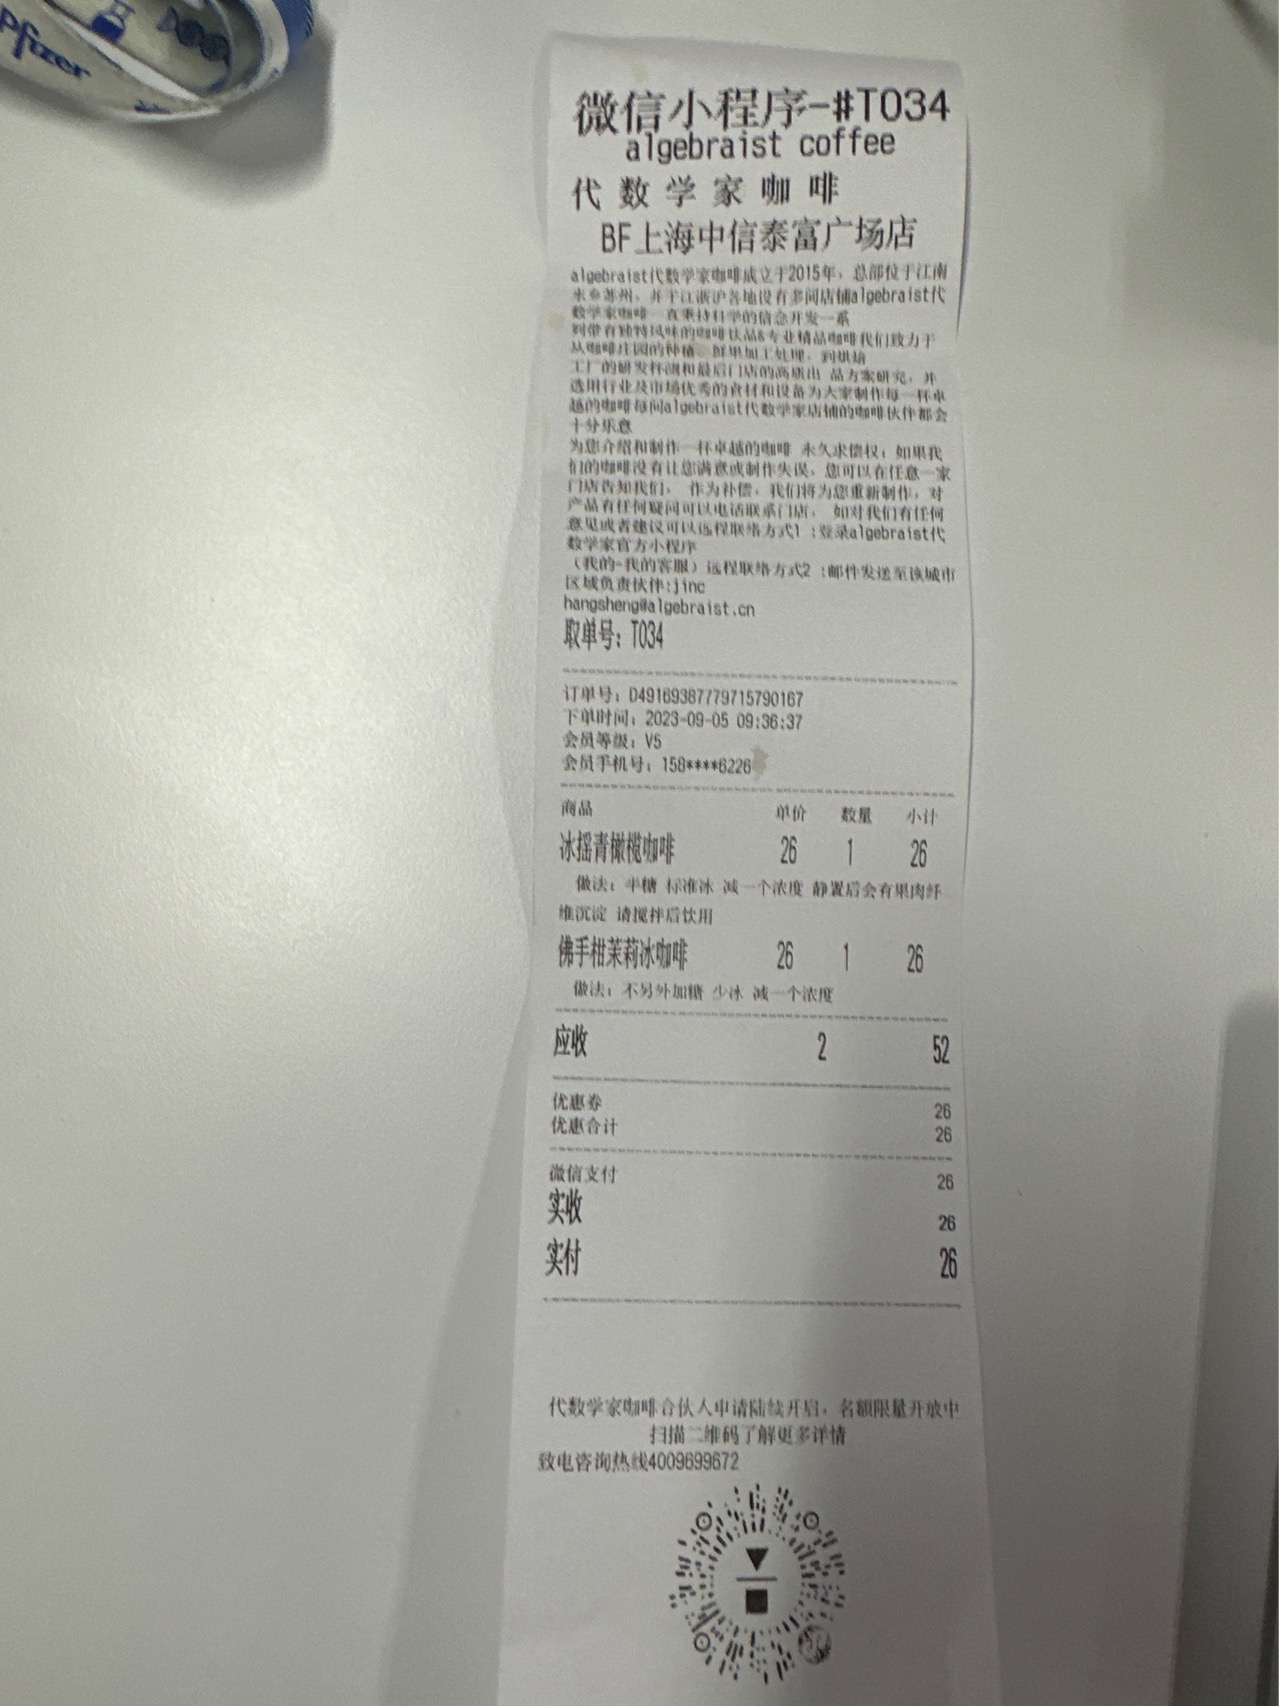 Pfizer
微信小程序-#T034
algebraist coffee
代数学家咖啡
BF上海中信泰富广场店
algebraist代数学家咖啡成立于2015年，总部位于江南
水乡苏州，并于江浙沪各地设有多间店铺algebraist代
数学家咖啡一直秉持科学的信念开发一系
列带有独特风味的咖啡饮品&专业精品咖啡我们致力于
从咖啡庄园的种植、鲜果加工处理，到烘焙
工厂的研发杯测和最后门店的高质出 品方案研究，并
选用行业及市场优秀的食材和设备为大家制作每一杯卓
越的咖啡每间algebraist代数学家店铺的咖啡伙伴都会
十分乐意
为您介绍和制作一杯卓越的咖啡 永久求偿权：如果我
们的咖啡没有让您满意或制作失误，您可以在任意一家
门店告知我们， 作为补偿，我们将为您重新制作，对
产品有任何疑问可以电话联系门店， 如对我们有任何
意见或者建议可以远程联络方式1 :登录algebraist代
数学家官方小程序
（我的-我的客服）远程联络方式2 :邮件发送至该城市
区域负责伙伴:jinc
hangsheng@algebraist.cn
取单号：T034
订单号：D49169387779715790167
下单时间：2023-09-05 09:36:37
会员等级：V5
会员手机号：158****6226
商品 单价 数量 小计
冰摇青橄榄咖啡 26 1 26
做法：半糖 标准冰 减一个浓度 静置后会有果肉纤
维沉淀 请搅拌后饮用
佛手柑茉莉冰咖啡 26 1 26
做法：不另外加糖 少冰 减一个浓度
应收 2 52
优惠券 26
优惠合计 26
微信支付 26
实收 26
实付 26
代数学家咖啡合伙人申请陆续开启，名额限量开放中
扫描二维码了解更多详情
致电咨询热线4009699672